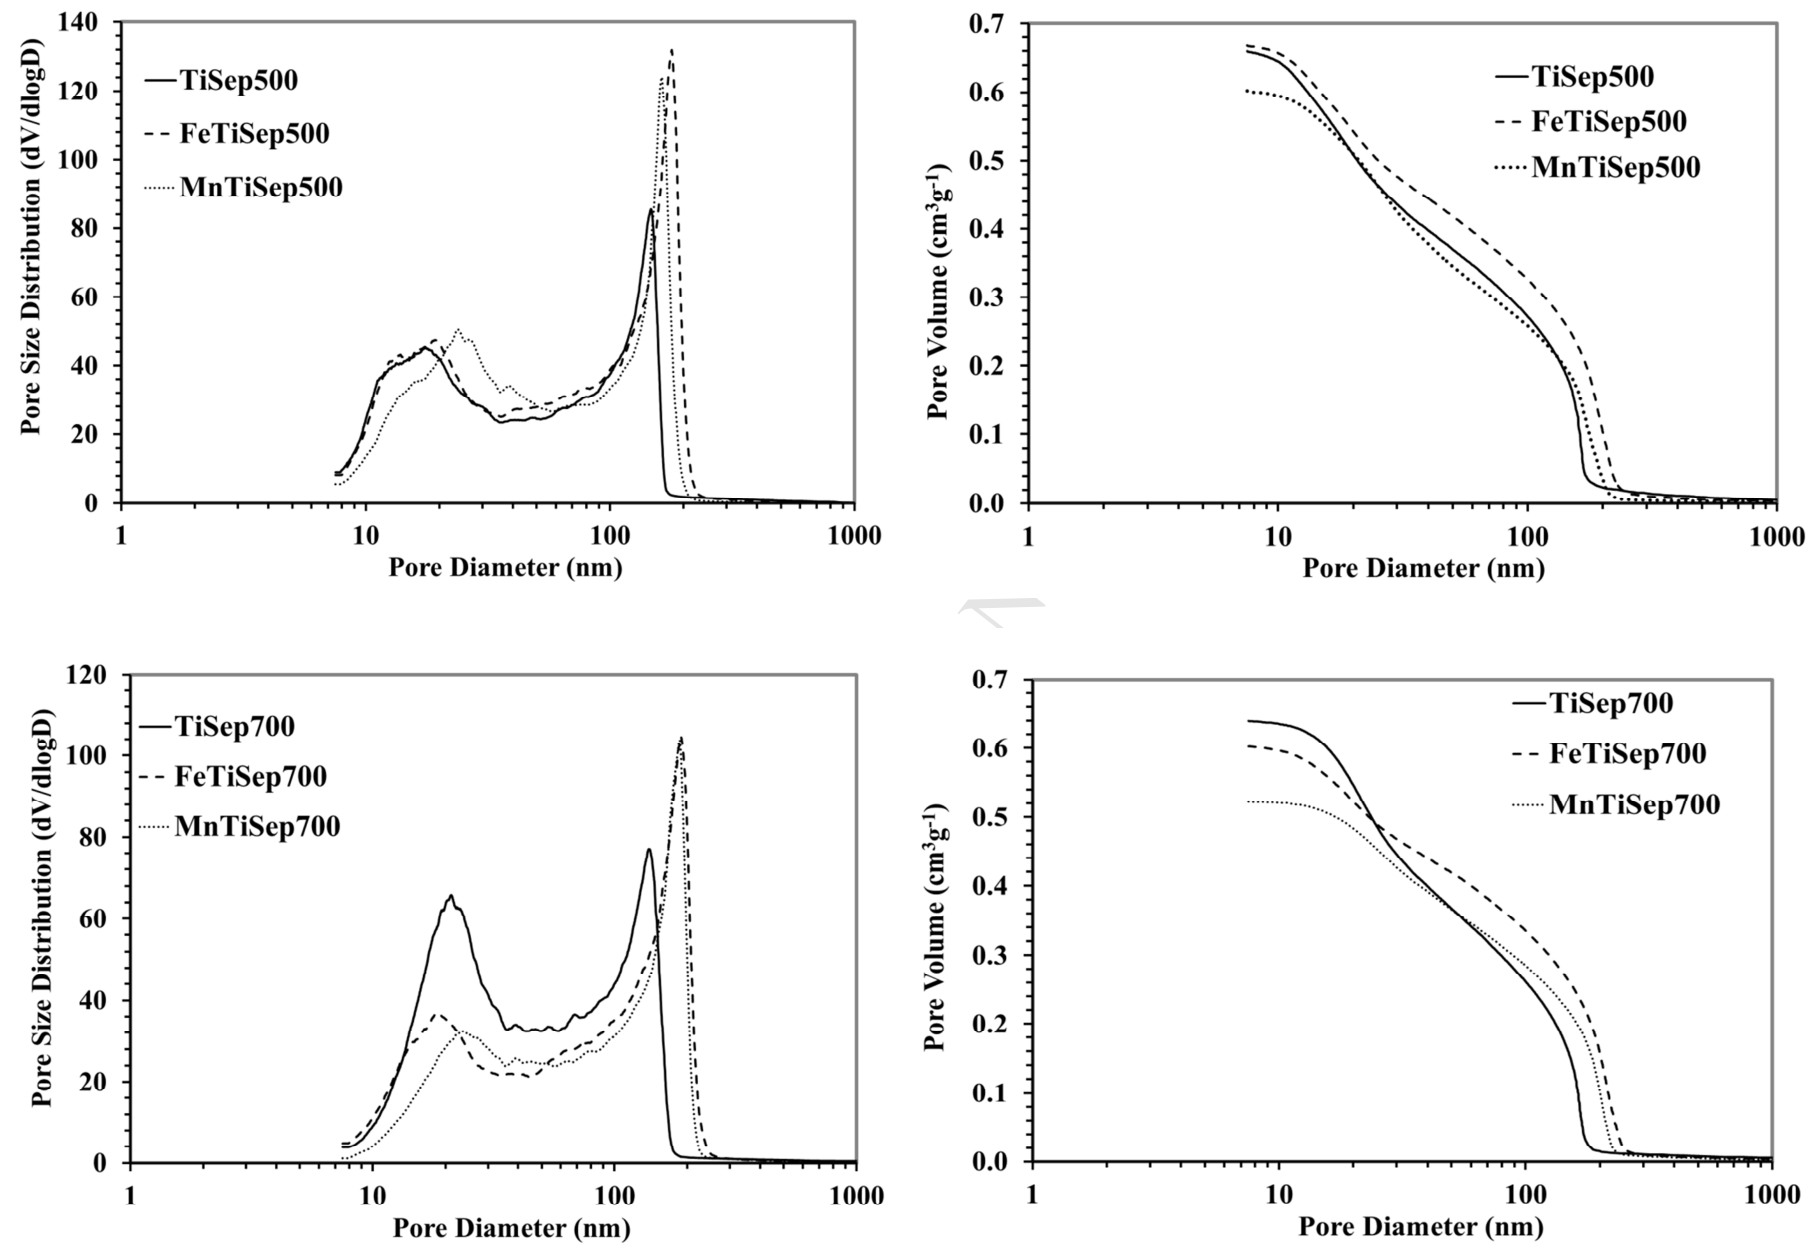 Pore Size Distribution (dV/dlogD)
140
120
100
80
60
40
20
0
TiSep500
FeTiSep500
MnTiSep500
1 10 100 1000
Pore Diameter (nm)
Pore Volume (cm³g⁻¹)
0.7
0.6
0.5
0.4
0.3
0.2
0.1
0.0
TiSep500
FeTiSep500
MnTiSep500
1 10 100 1000
Pore Diameter (nm)
Pore Size Distribution (dV/dlogD)
120
100
80
60
40
20
0
TiSep700
FeTiSep700
MnTiSep700
1 10 100 1000
Pore Diameter (nm)
Pore Volume (cm³g⁻¹)
0.7
0.6
0.5
0.4
0.3
0.2
0.1
0.0
TiSep700
FeTiSep700
MnTiSep700
1 10 100 1000
Pore Diameter (nm)